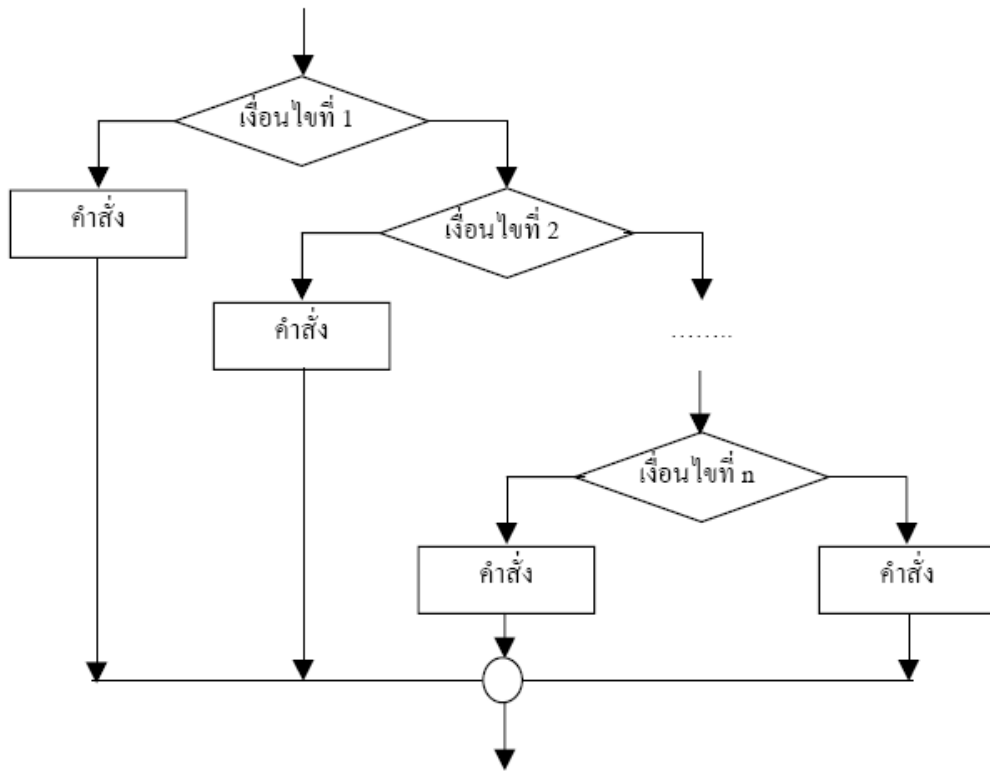 เงื่อนไขที่ 1
คำสั่ง
เงื่อนไขที่ 2
คำสั่ง
........
เงื่อนไขที่ n
คำสั่ง
คำสั่ง